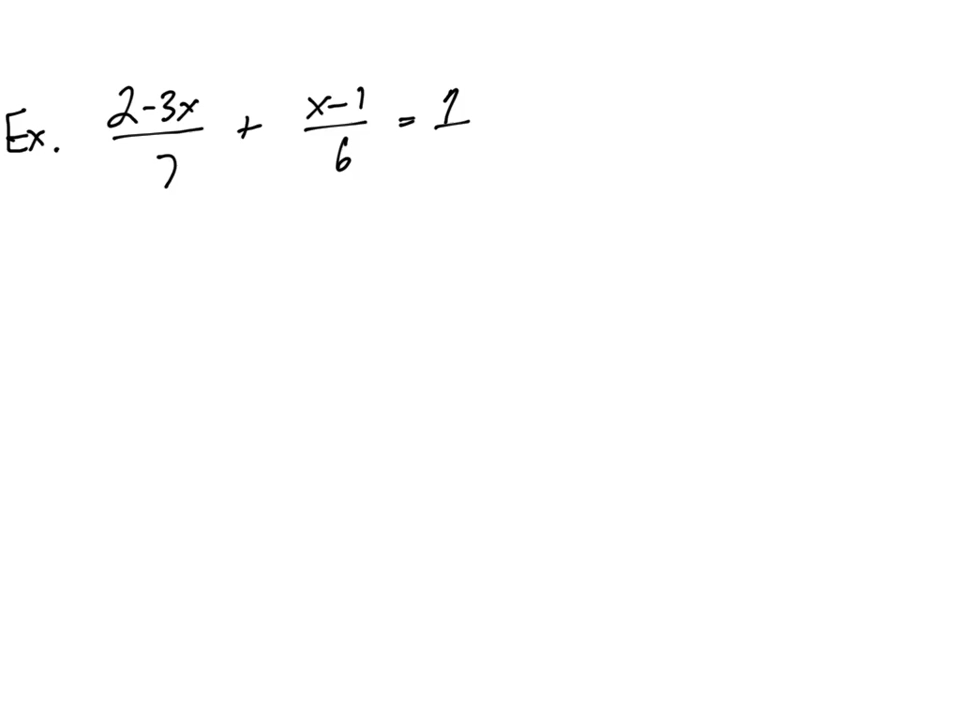 Ex. (2-3x)/7 + (x-1)/6 = 1/